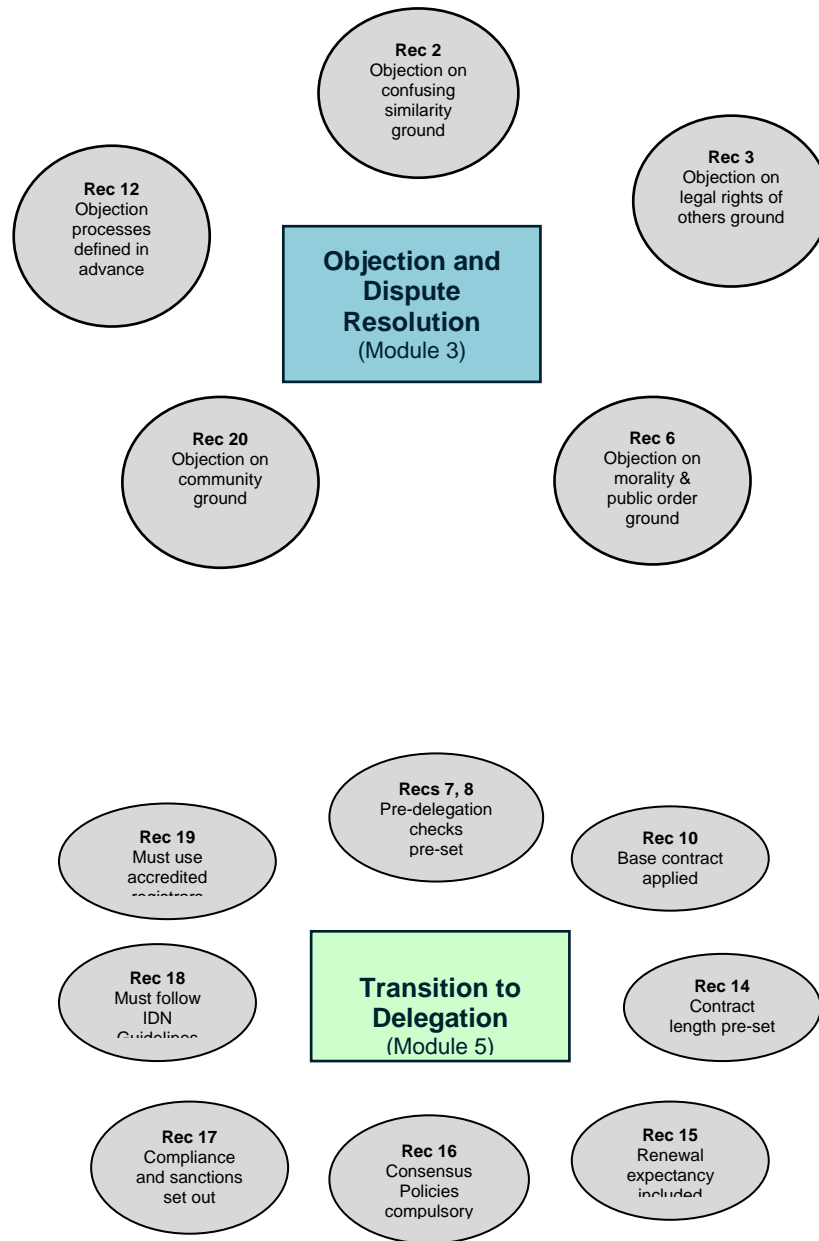 Rec 2
Objection on
confusing
similarity
ground
Rec 3
Objection on
legal rights of
others ground
Rec 12
Objection
processes
defined in
advance
Objection and
Dispute
Resolution
(Module 3)
Rec 20
Objection on
community
ground
Rec 6
Objection on
morality &
public order
ground
Recs 7, 8
Pre-delegation
checks
pre-set
Rec 19
Must use
accredited
registrars
Rec 10
Base contract
applied
Rec 18
Must follow
IDN
Guidelines
Transition to
Delegation
(Module 5)
Rec 14
Contract
length pre-set
Rec 17
Compliance
and sanctions
set out
Rec 16
Consensus
Policies
compulsory
Rec 15
Renewal
expectancy
included